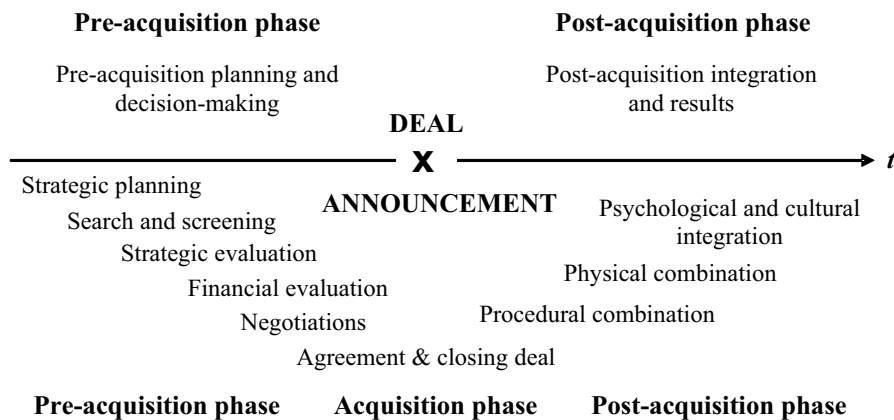 Pre-acquisition phase
Post-acquisition phase
Pre-acquisition planning and
decision-making
Post-acquisition integration
and results
DEAL
X
t
ANNOUNCEMENT
Strategic planning
Search and screening
Strategic evaluation
Financial evaluation
Negotiations
Agreement & closing deal
Psychological and cultural
integration
Physical combination
Procedural combination
Pre-acquisition phase
Acquisition phase
Post-acquisition phase